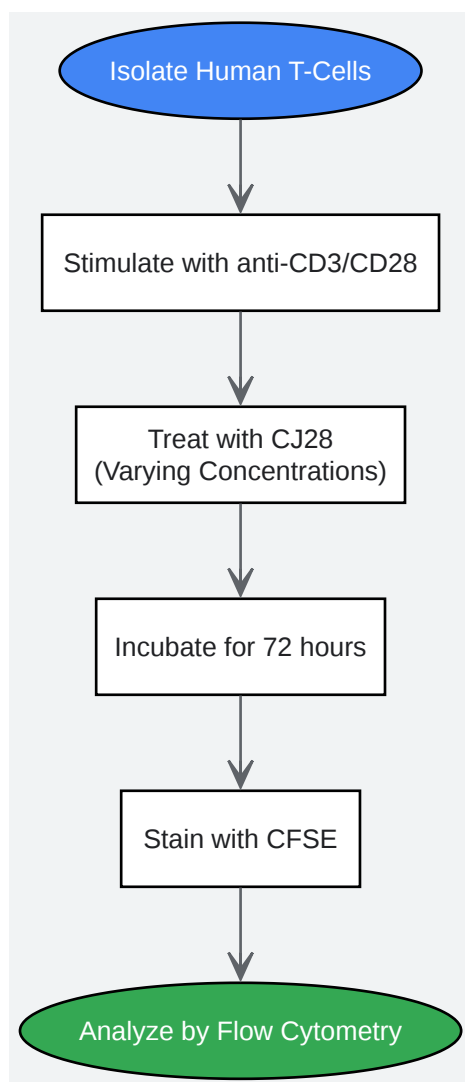 Isolate Human T-Cells
Stimulate with anti-CD3/CD28
Treat with CJ28
(Varying Concentrations)
Incubate for 72 hours
Stain with CFSE
Analyze by Flow Cytometry